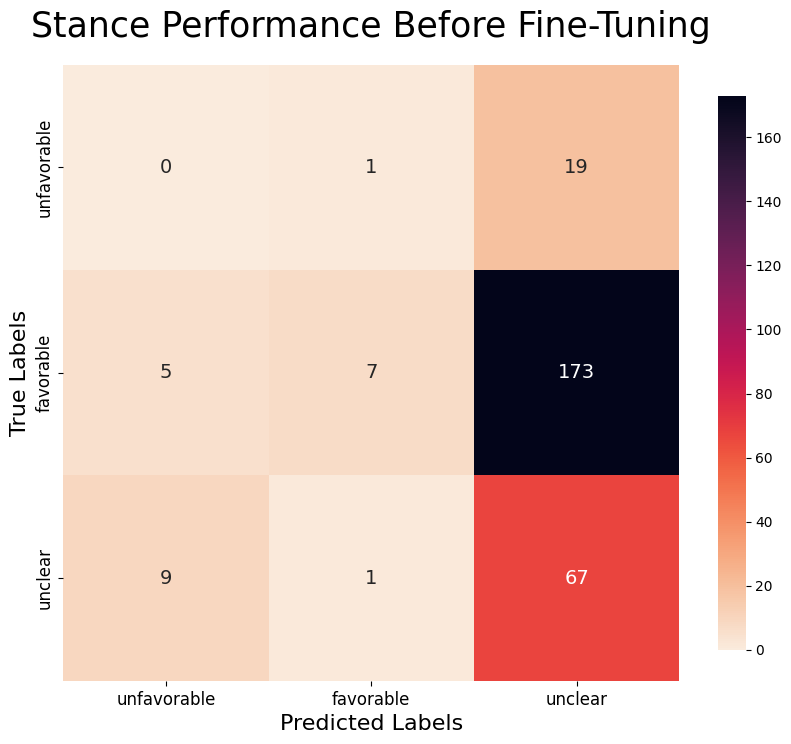 Stance Performance Before Fine-Tuning
unfavorable
0
1
19
favorable
5
7
173
unclear
9
1
67
True Labels
unfavorable
favorable
unclear
Predicted Labels
160
140
120
100
80
60
40
20
0